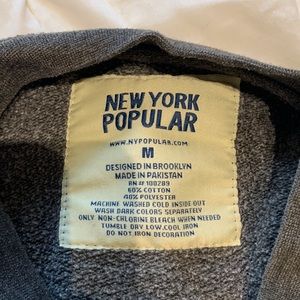 NEW YORK
POPULAR
WWW.NYPOPULAR.COM
M
DESIGNED IN BROOKLYN
MADE IN PAKISTAN
RN# 108289
60% COTTON
40% POLYESTER
MACHINE WASHED COLD INSIDE OUT
WASH DARK COLORS SEPARATELY
ONLY NON-CHLORINE BLEACH WHEN NEEDED
TUMBLE DRY LOW.COOL IRON
DO NOT IRON DECORATION